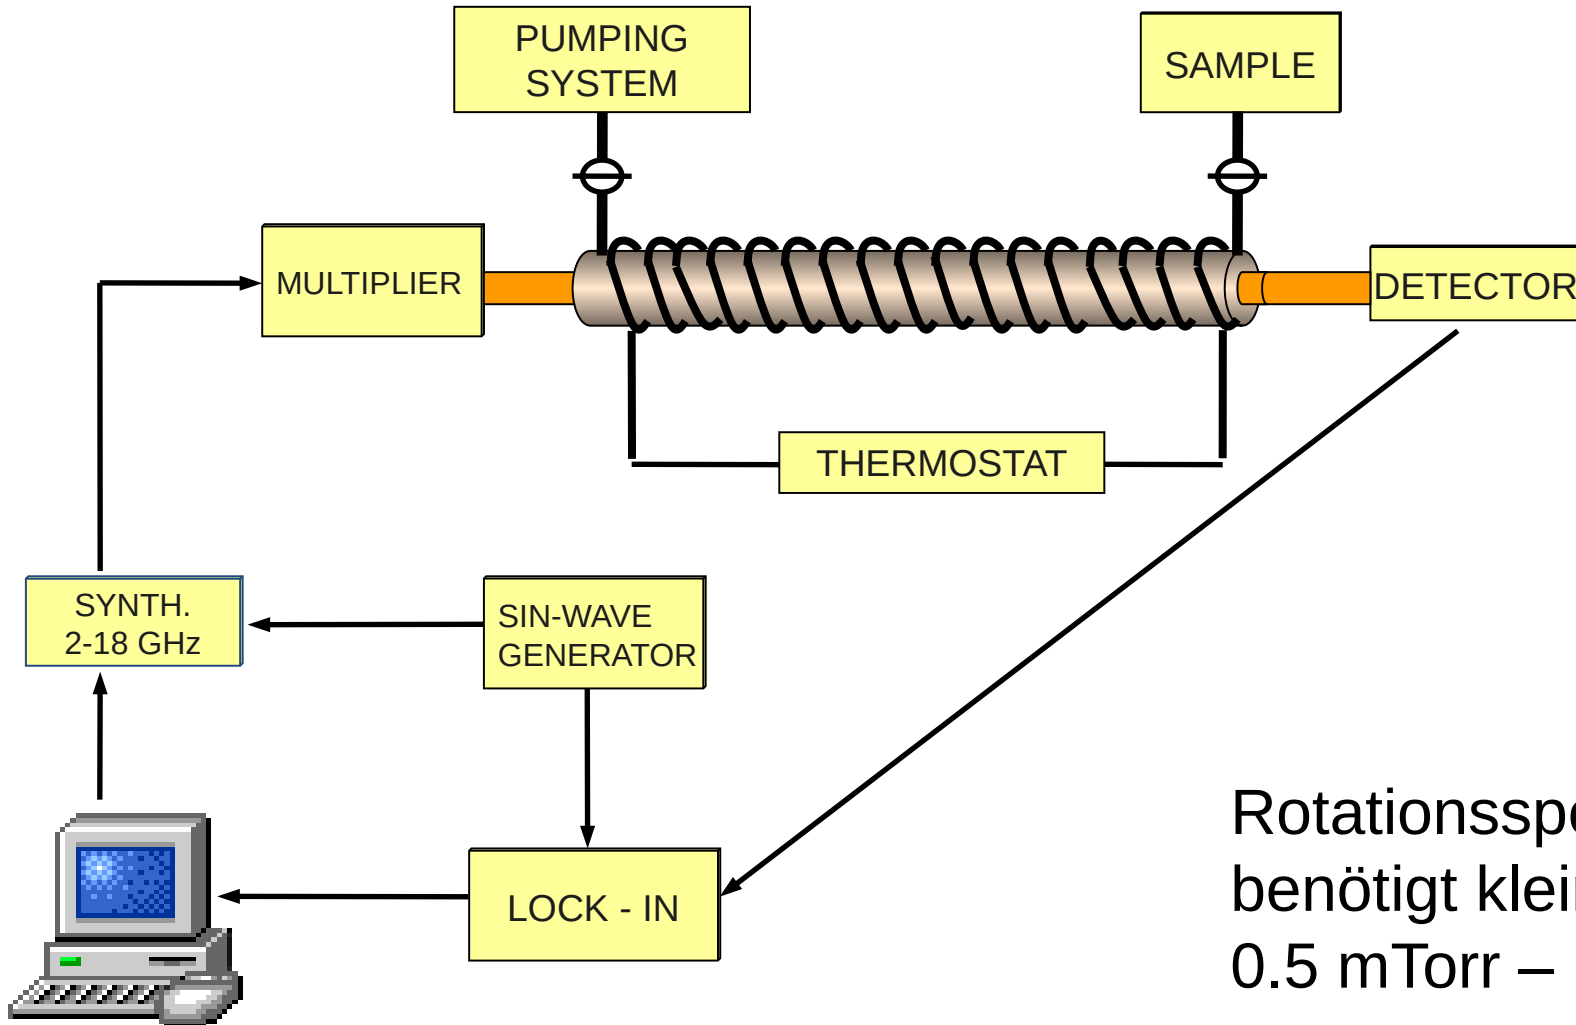 PUMPING
SYSTEM
SAMPLE
MULTIPLIER
DETECTOR
THERMOSTAT
SYNTH.
2-18 GHz
SIN-WAVE
GENERATOR
LOCK - IN
benötigt
0.5 mTorr –